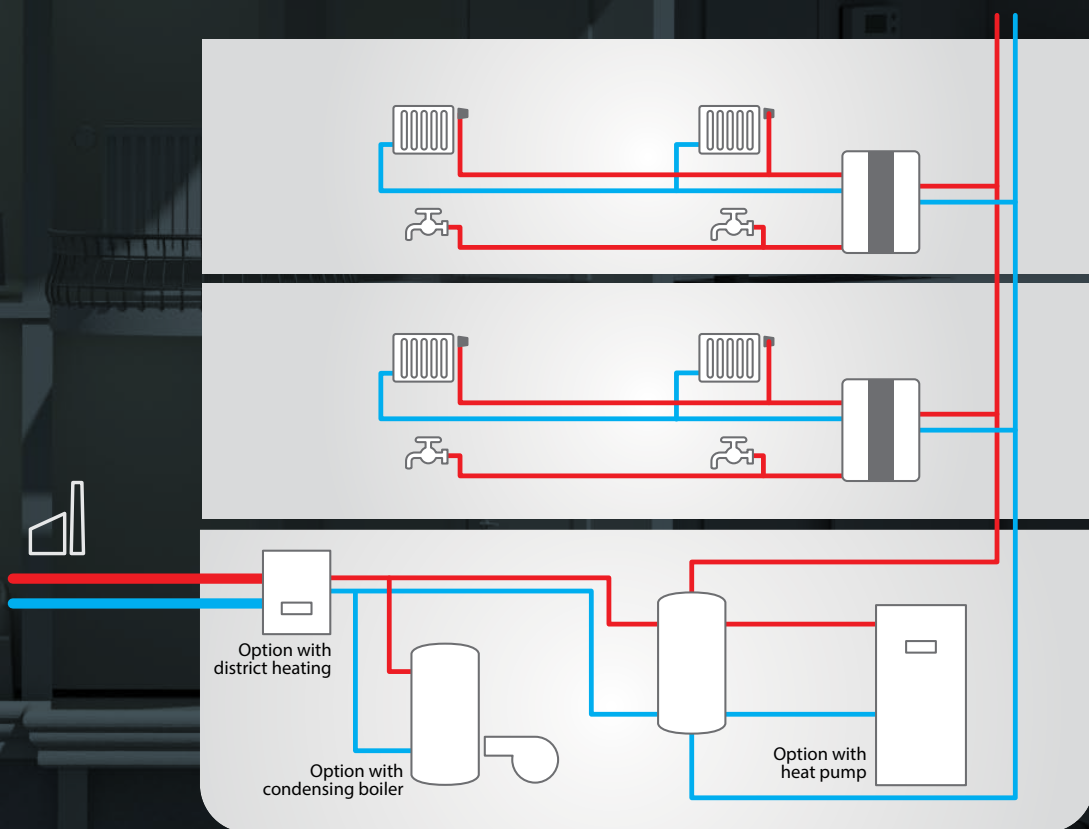 Option with
district heating
Option with
condensing boiler
Option with
heat pump